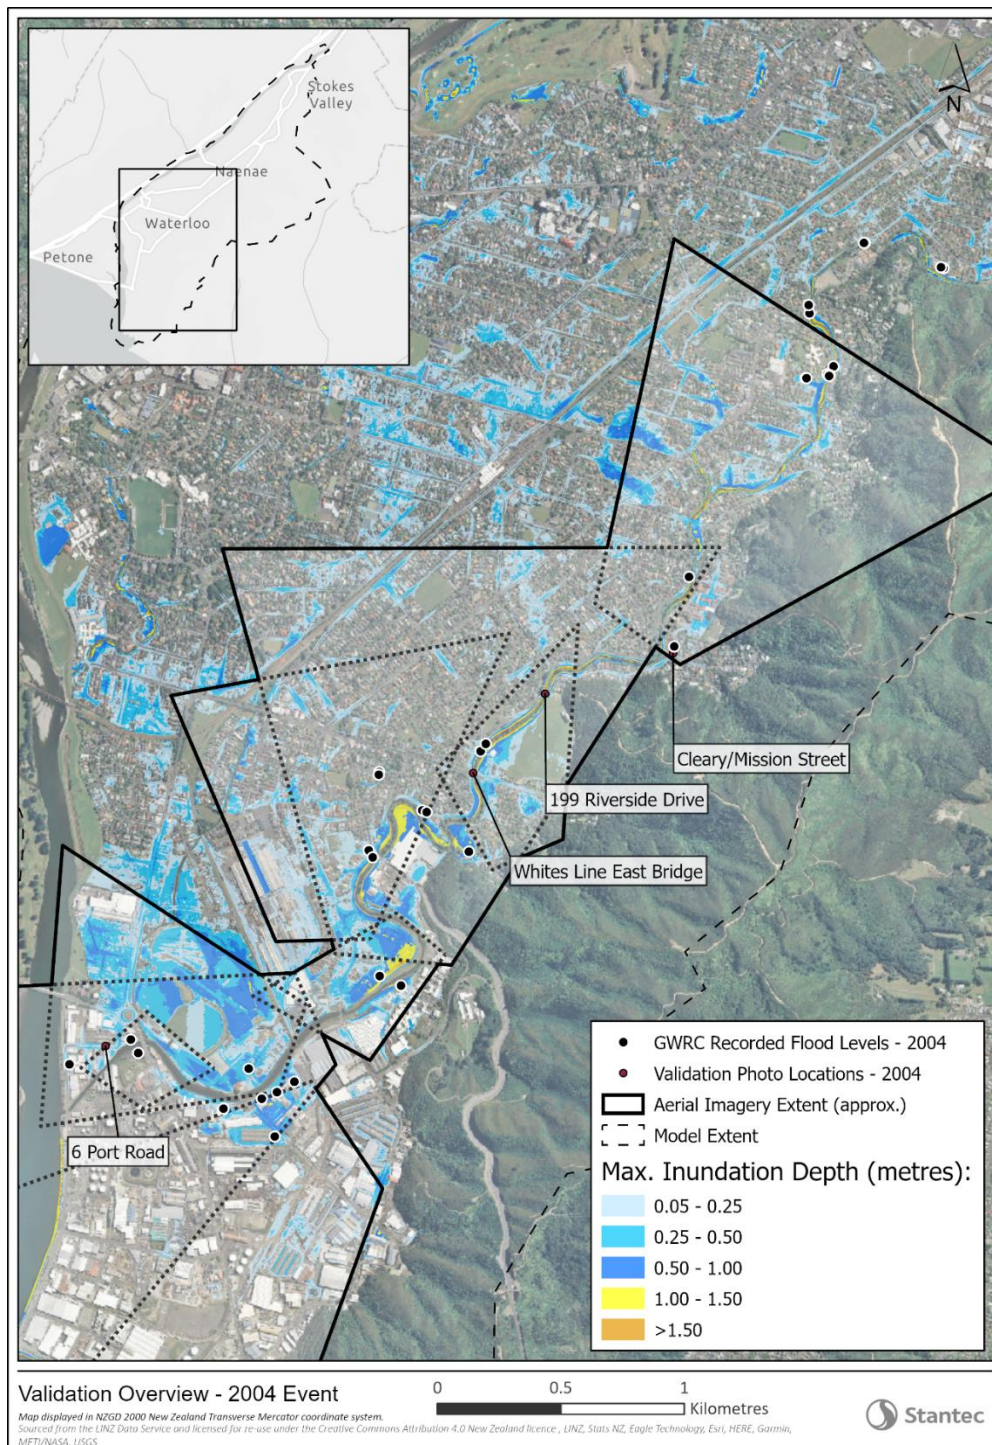 Stokes
Valley
Naenae
Waterloo
Petone
N
Cleary/Mission Street
199 Riverside Drive
Whites Line East Bridge
6 Port Road
GWRC Recorded Flood Levels - 2004
Validation Photo Locations - 2004
Aerial Imagery Extent (approx.)
Model Extent
Max. Inundation Depth (metres):
0.05 - 0.25
0.25 - 0.50
0.50 - 1.00
1.00 - 1.50
>1.50
Validation Overview - 2004 Event
Map displayed in NZGD 2000 New Zealand Transverse Mercator coordinate system.
Sourced from the LINZ Data Service and licensed for re-use under the Creative Commons Attribution 4.0 New Zealand licence , LINZ, Stats NZ, Eagle Technology, Esri, HERE, Garmin,
METI/NASA, USGS
0 0.5 1
Kilometres
Stantec